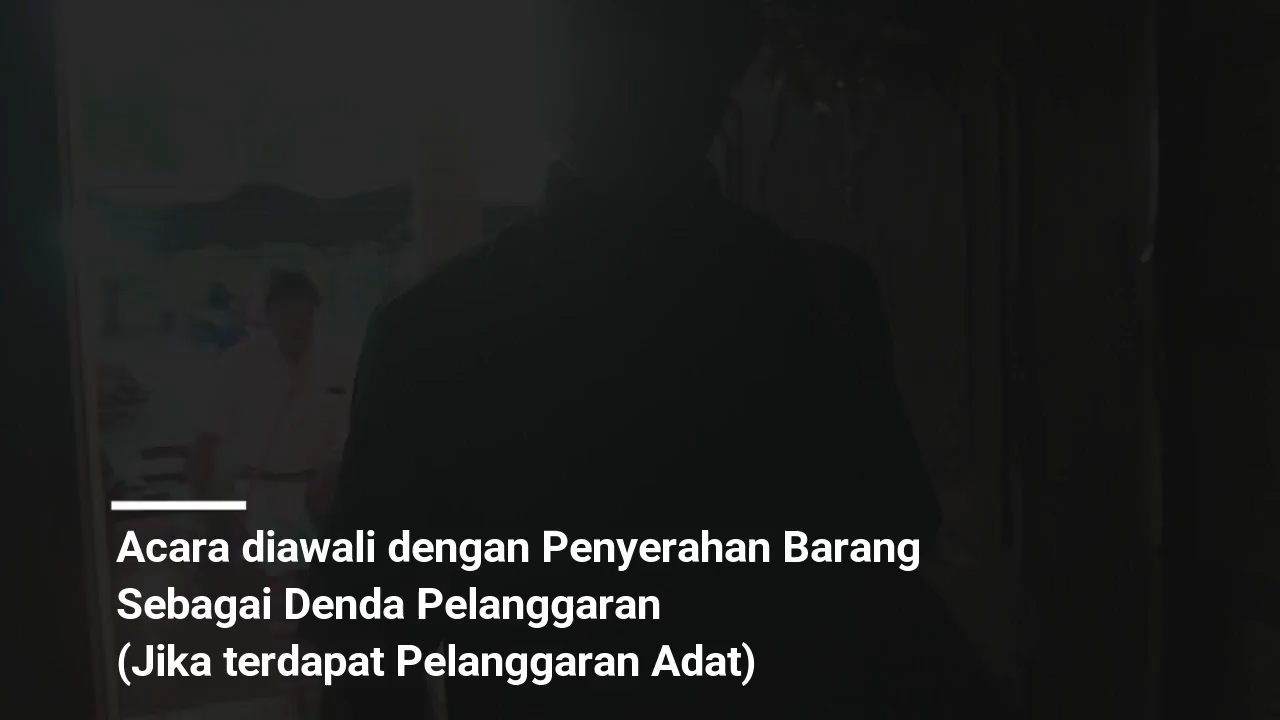 Acara diawali dengan Penyerahan Barang
Sebagai Denda Pelanggaran
(Jika terdapat Pelanggaran Adat)